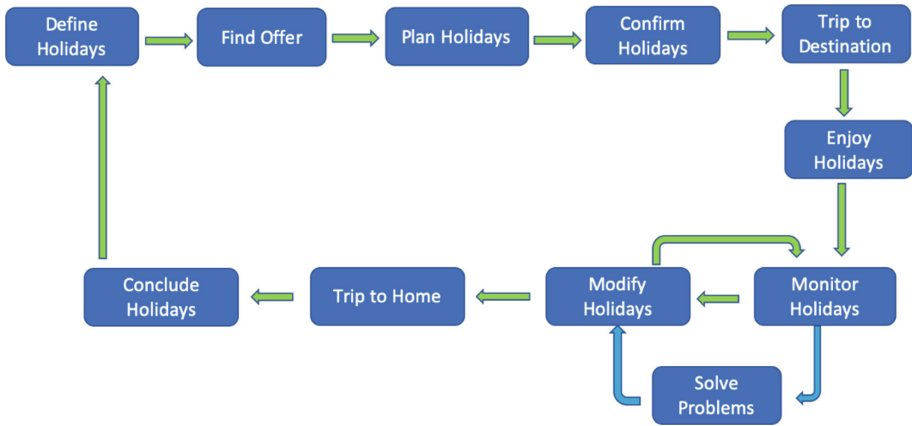 Define
Holidays
Find Offer
Plan Holidays
Confirm
Holidays
Trip to
Destination
Enjoy
Holidays
Conclude
Holidays
Trip to Home
Modify
Holidays
Monitor
Holidays
Solve
Problems